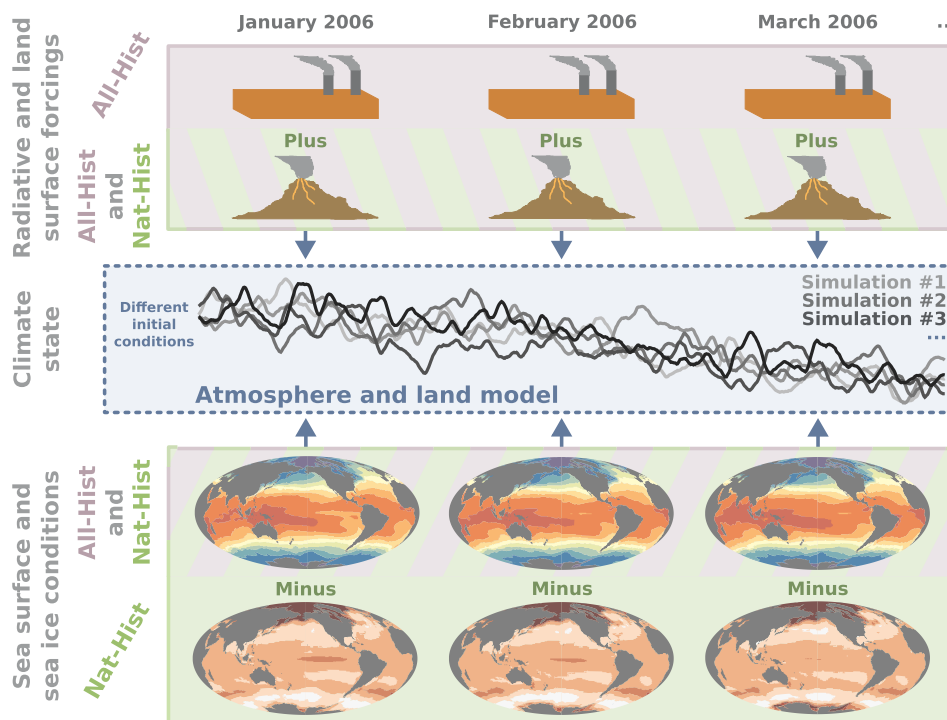 January 2006
February 2006
March 2006
..
Radiative and land
surface forcings
All-Hist
Plus
Plus
Plus
All-Hist
and
Nat-Hist
Climate
state
Different
initial
conditions
Simulation #1
Simulation #2
Simulation #3
...
Atmosphere and land model
Sea surface and
sea ice conditions
All-Hist
and
Nat-Hist
Minus
Minus
Minus
Nat-Hist